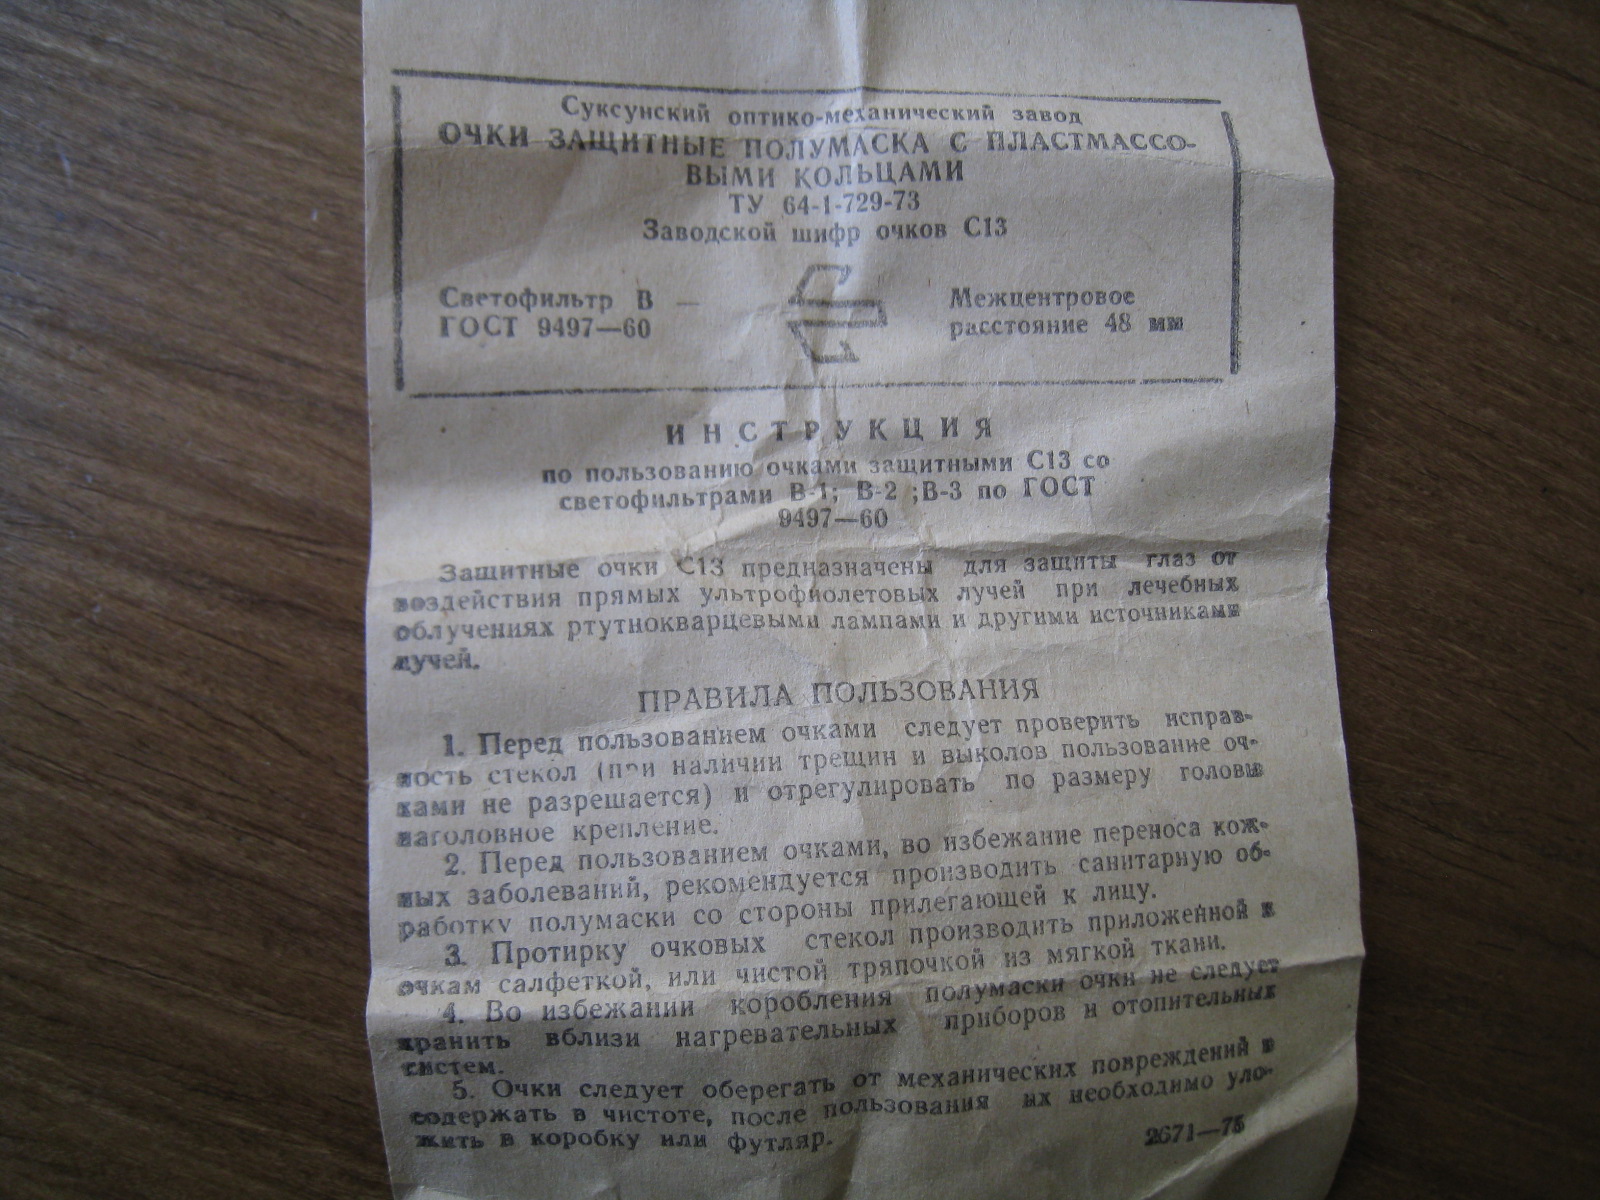 Суксунский оптико-механический завод
ОЧКИ ЗАЩИТНЫЕ ПОЛУМАСКА С ПЛАСТМАССО-
ВЫМИ КОЛЬЦАМИ
ТУ 64-1-729-73
Заводской шифр очков С13
Светофильтр В —
ГОСТ 9497—60
Межцентровое
расстояние 48 мм
ИНСТРУКЦИЯ
по пользованию очками защитными С13 со
светофильтрами В-1; В-2 ;В-3 по ГОСТ
9497—60
Защитные очки С13 предназначены для защиты глаз от
воздействия прямых ультрофиолетовых лучей при лечебных
облучениях ртутнокварцевыми лампами и другими источниками
лучей.
ПРАВИЛА ПОЛЬЗОВАНИЯ
1. Перед пользованием очками следует проверить исправ-
ность стекол (при наличии трещин и выколов пользование оч-
ками не разрешается) и отрегулировать по размеру головы
наголовное крепление.
2. Перед пользованием очками, во избежание переноса кож-
ных заболеваний, рекомендуется производить санитарную об-
работку полумаски со стороны прилегающей к лицу.
3. Протирку очковых стекол производить приложенной к
очкам салфеткой, или чистой тряпочкой из мягкой ткани.
4. Во избежании коробления полумаски очки не следует
хранить вблизи нагревательных приборов и отопительных
систем.
5. Очки следует оберегать от механических повреждений и
содержать в чистоте, после пользования их необходимо уло-
жить в коробку или футляр.
2671—75